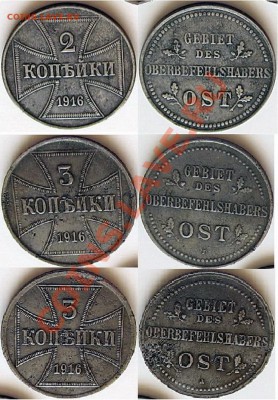 2
КОПѢЙКИ
1916
GEBIET
DES
OBERBEFEHLSHABERS
OST
3
КОПѢЙКИ
1916
GEBIET
DES
OBERBEFEHLSHABERS
OST
3
КОПѢЙКИ
1916
GEBIET
DES
OBERBEFEHLSHABERS
OST
A